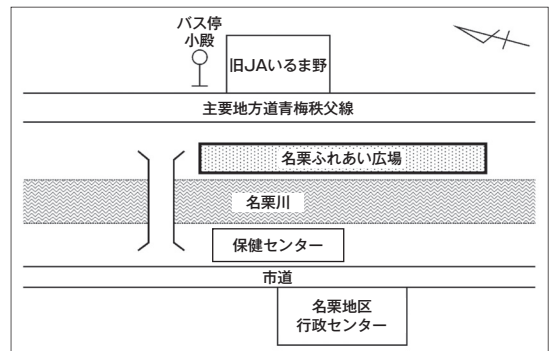 バス停
小殿
旧JAいるま野
主要地方道青梅秩父線
名栗ふれあい広場
名栗川
保健センター
市道
名栗地区
行政センター